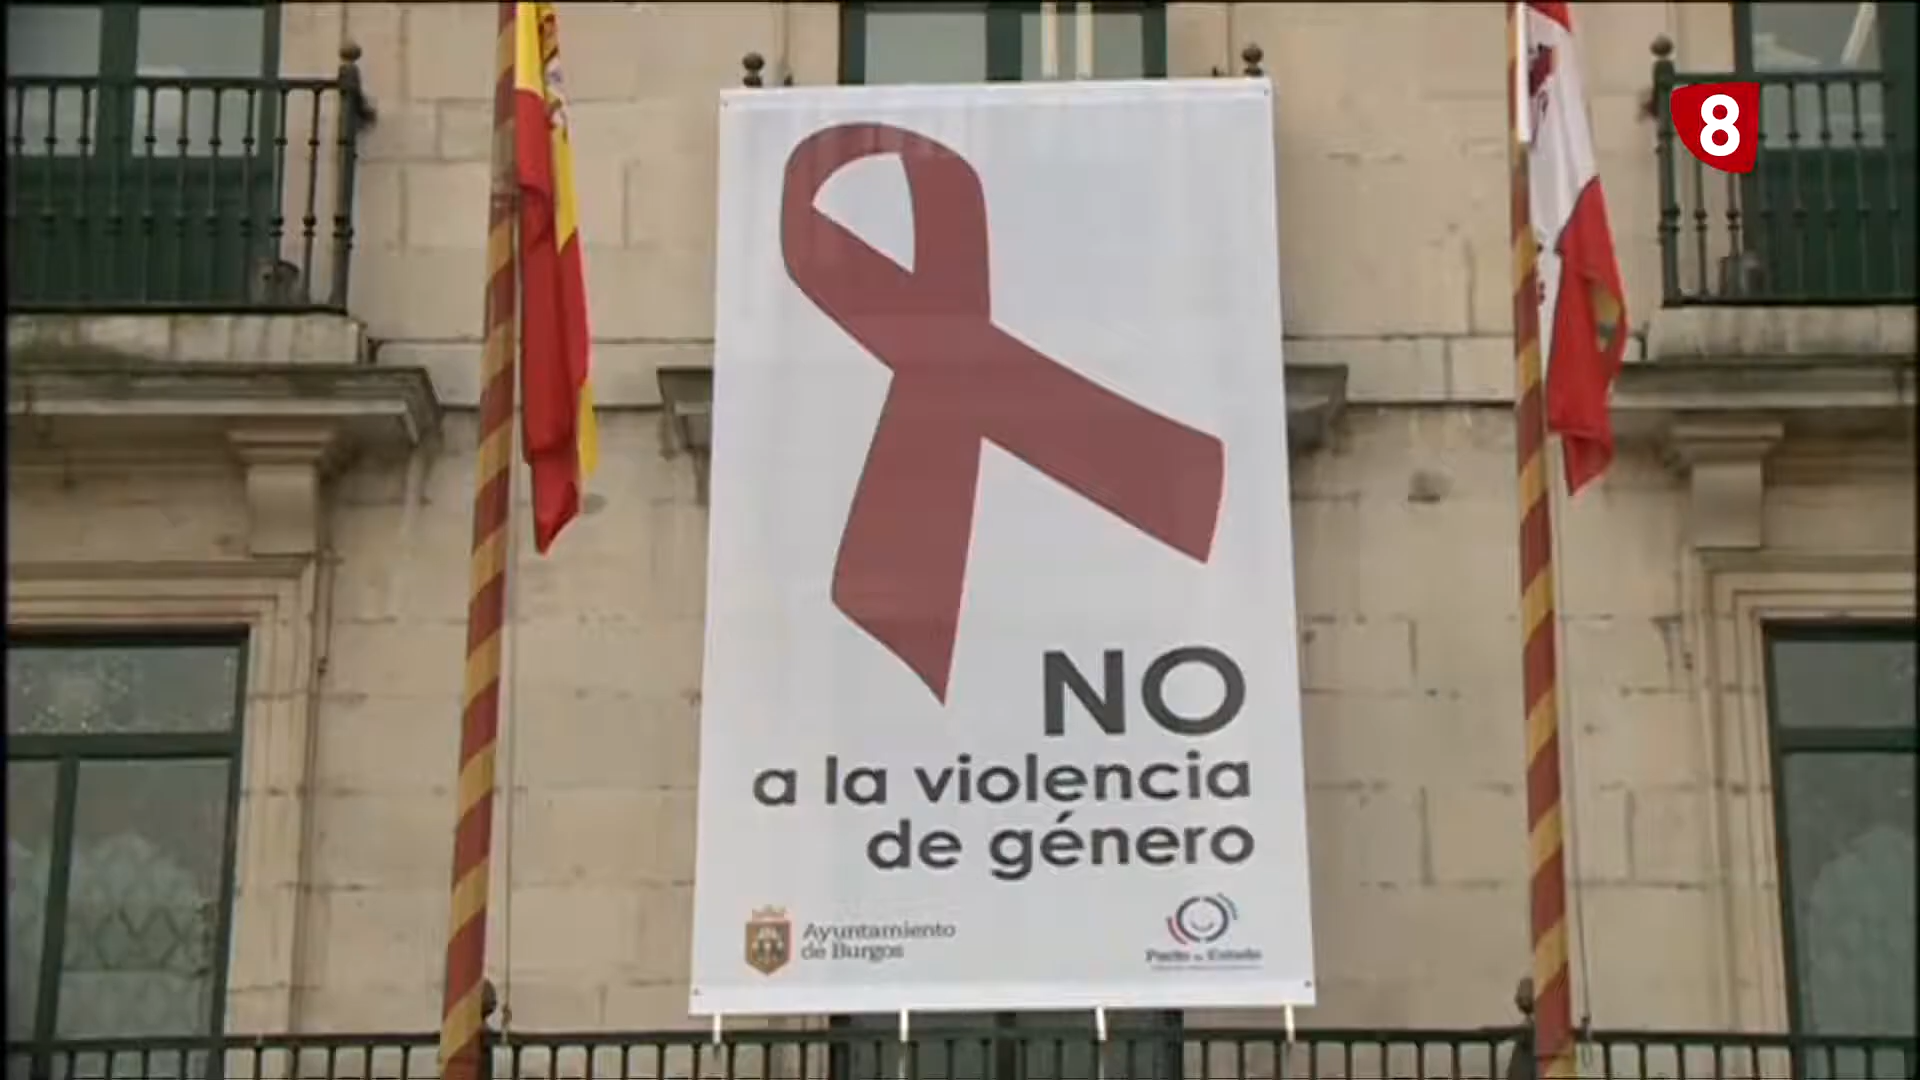 8
NO
a la violencia
de género
Ayuntamiento
de Burgos
Pacto de Estado